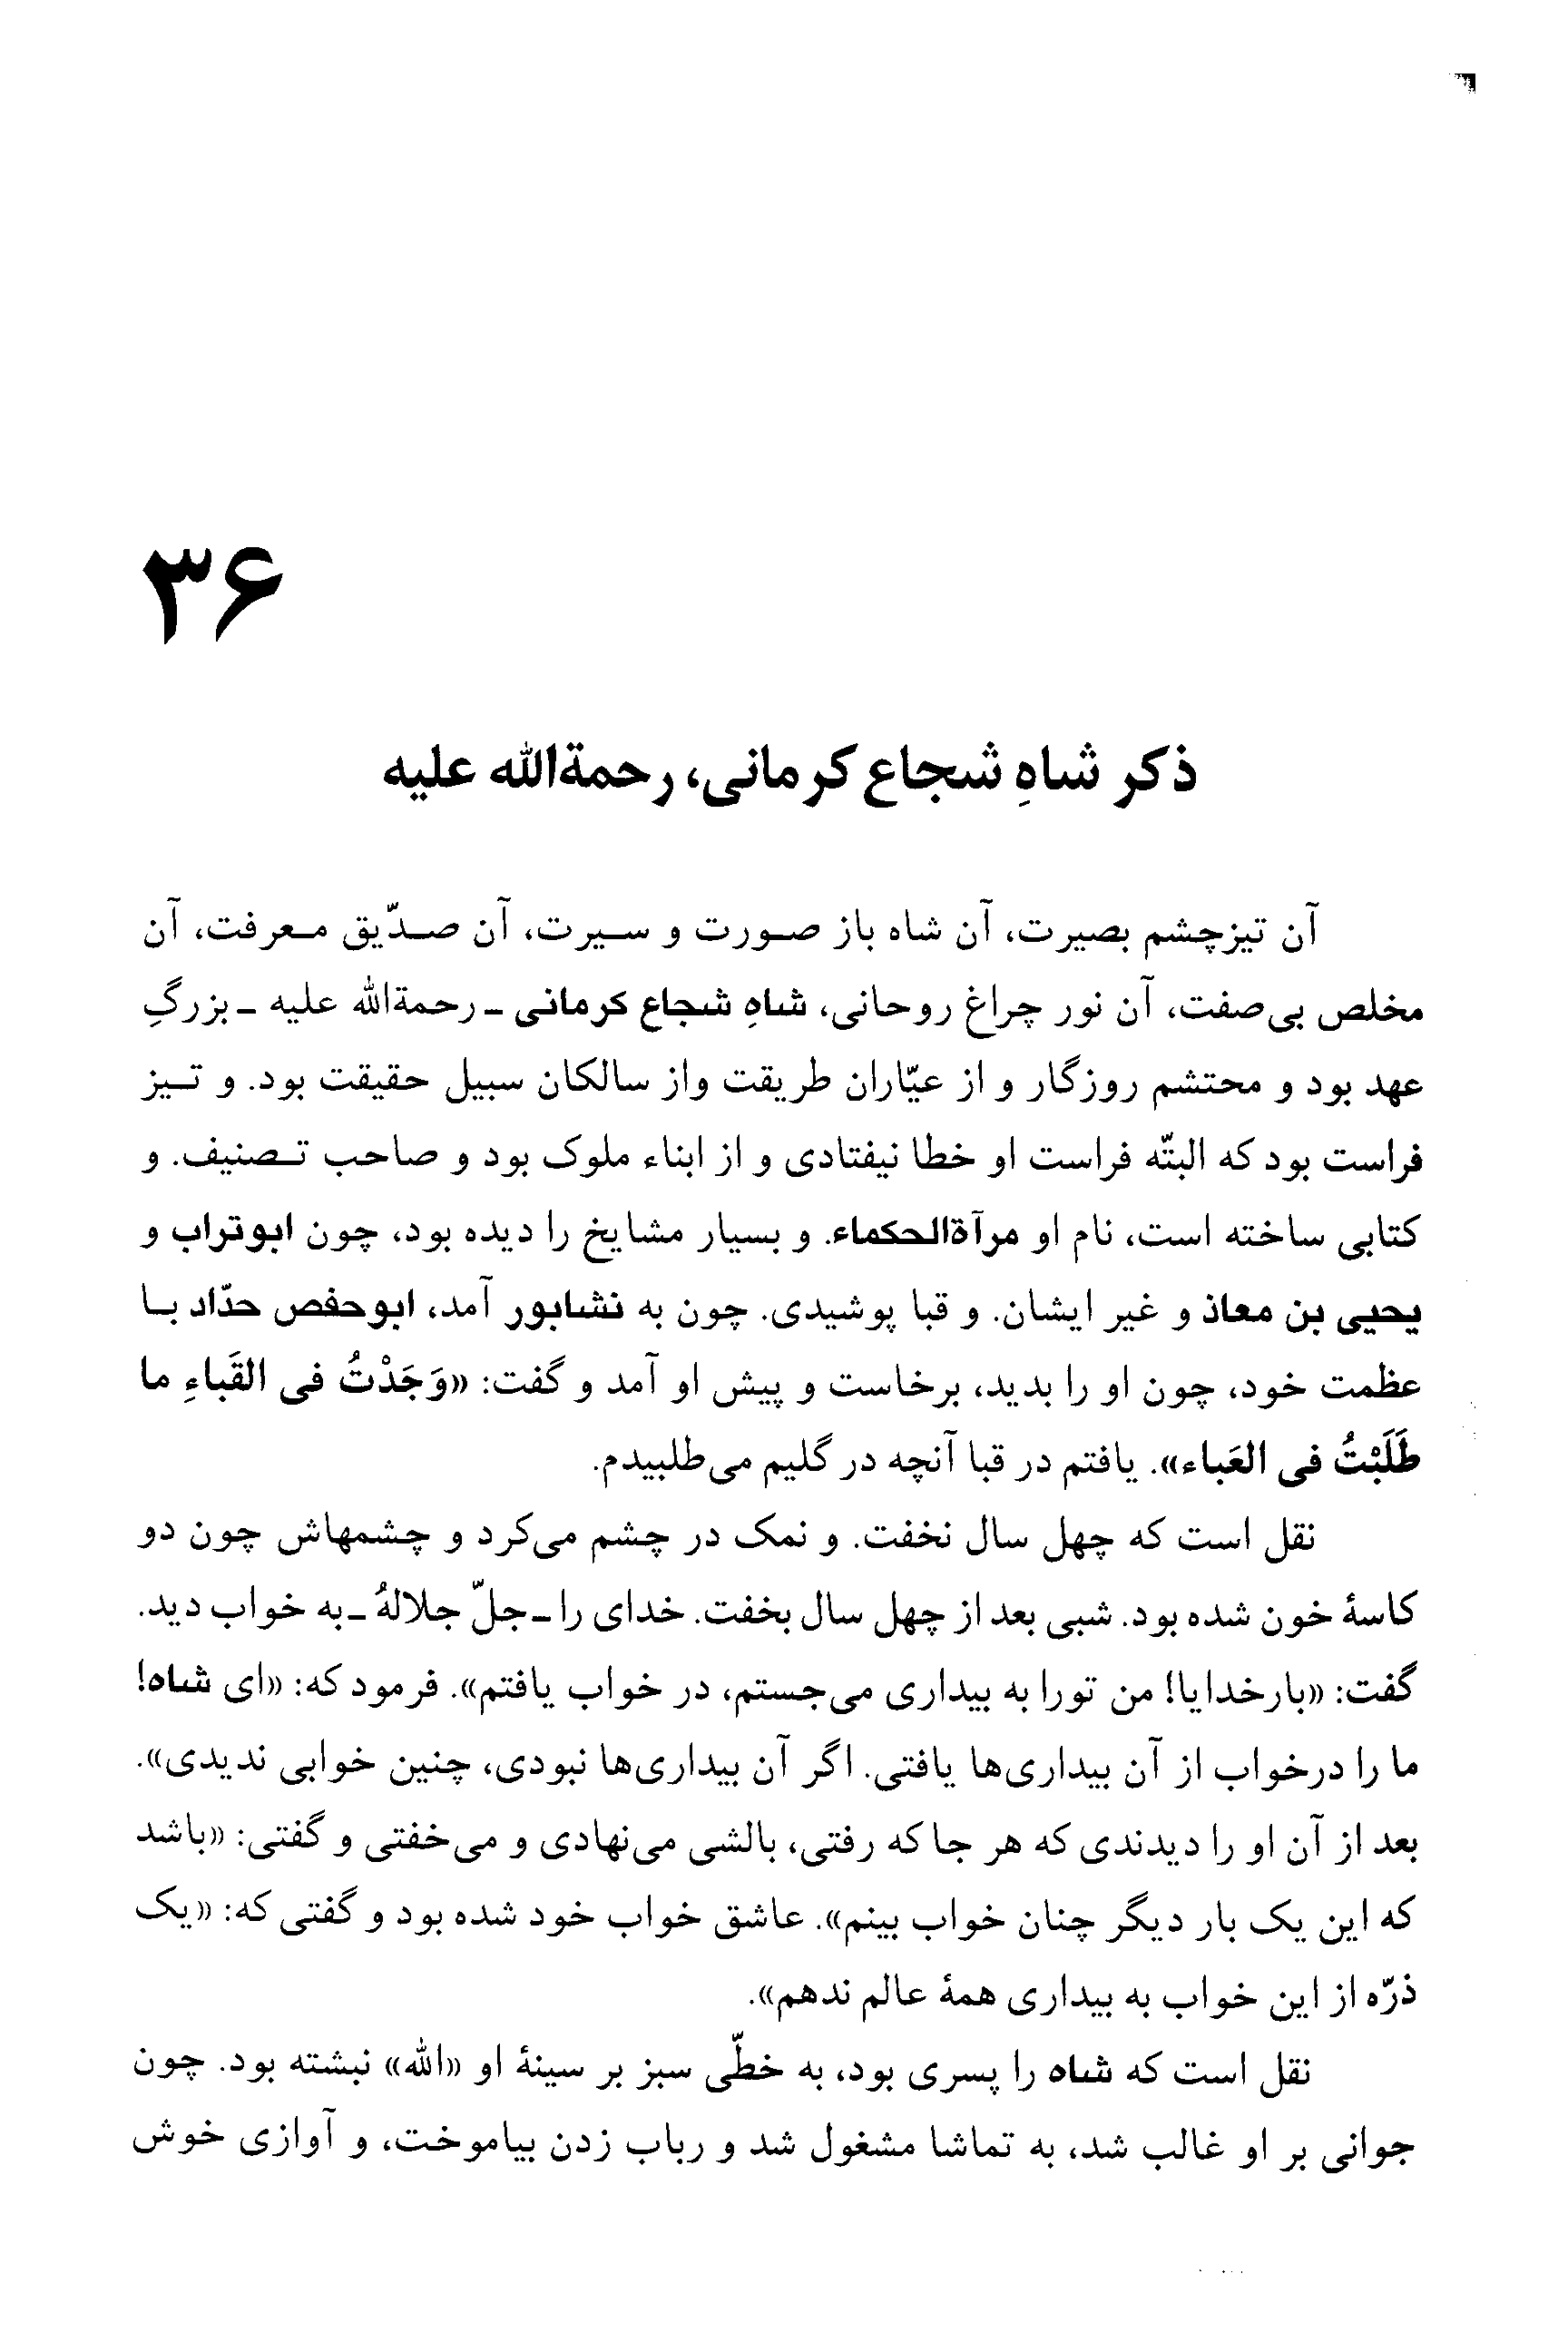 ۳۶
ذکر شاهِ شجاع کرمانی، رحمةالله علیه
آن تیزچشم بصیرت، آن شاه باز صورت و سیرت، آن صدّیق معرفت، آن
مخلص بی‌صفت، آن نور چراغ روحانی، شاهِ شجاع کرمانی - رحمةالله علیه - بزرگِ
عهد بود و محتشم روزگار و از عیّاران طریقت واز سالکان سبیل حقیقت بود. و تیز
فراست بود که البتّه فراست او خطا نیفتادی و از ابناء ملوک بود و صاحب تصنیف. و
کتابی ساخته است، نام او مرآةالحکماء. و بسیار مشایخ را دیده بود، چون ابوتراب و
یحیی بن معاذ و غیر ایشان. و قبا پوشیدی. چون به نشابور آمد، ابوحفص حدّاد با
عظمت خود، چون او را بدید، برخاست و پیش او آمد و گفت: «وَجَدْتُ فی القَباءِ ما
طَلَبْتُ فی العَباء». یافتم در قبا آنچه در گلیم می‌طلبیدم.
نقل است که چهل سال نخفت. و نمک در چشم می‌کرد و چشمهاش چون دو
کاسهٔ خون شده بود. شبی بعد از چهل سال بخفت. خدای را - جلّ جلالهُ - به خواب دید.
گفت: «بارخدایا! من تورا به بیداری می‌جستم، در خواب یافتم». فرمود که: «ای شاه!
ما را درخواب از آن بیداری‌ها یافتی. اگر آن بیداری‌ها نبودی، چنین خوابی ندیدی».
بعد از آن او را دیدندی که هر جا که رفتی، بالشی می‌نهادی و می‌خفتی و گفتی: «باشد
که این یک بار دیگر چنان خواب بینم». عاشق خواب خود شده بود و گفتی که: «یک
ذرّه از این خواب به بیداری همهٔ عالم ندهم».
نقل است که شاه را پسری بود، به خطّی سبز بر سینهٔ او «الله» نبشته بود. چون
جوانی بر او غالب شد، به تماشا مشغول شد و رباب زدن بیاموخت، و آوازی خوش